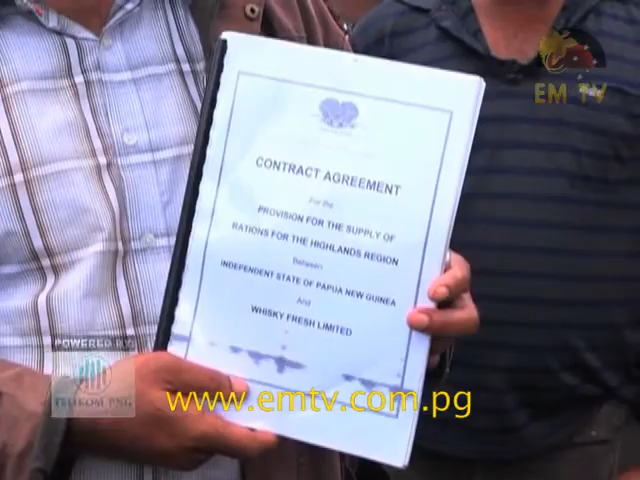 EM TV
CONTRACT AGREEMENT
For the
PROVISION FOR THE SUPPLY OF
RATIONS FOR THE HIGHLANDS REGION
Between
INDEPENDENT STATE OF PAPUA NEW GUINEA
And
WHISKY FRESH LIMITED
POWERED BY:
TELIKOM PNG
www.emtv.com.pg